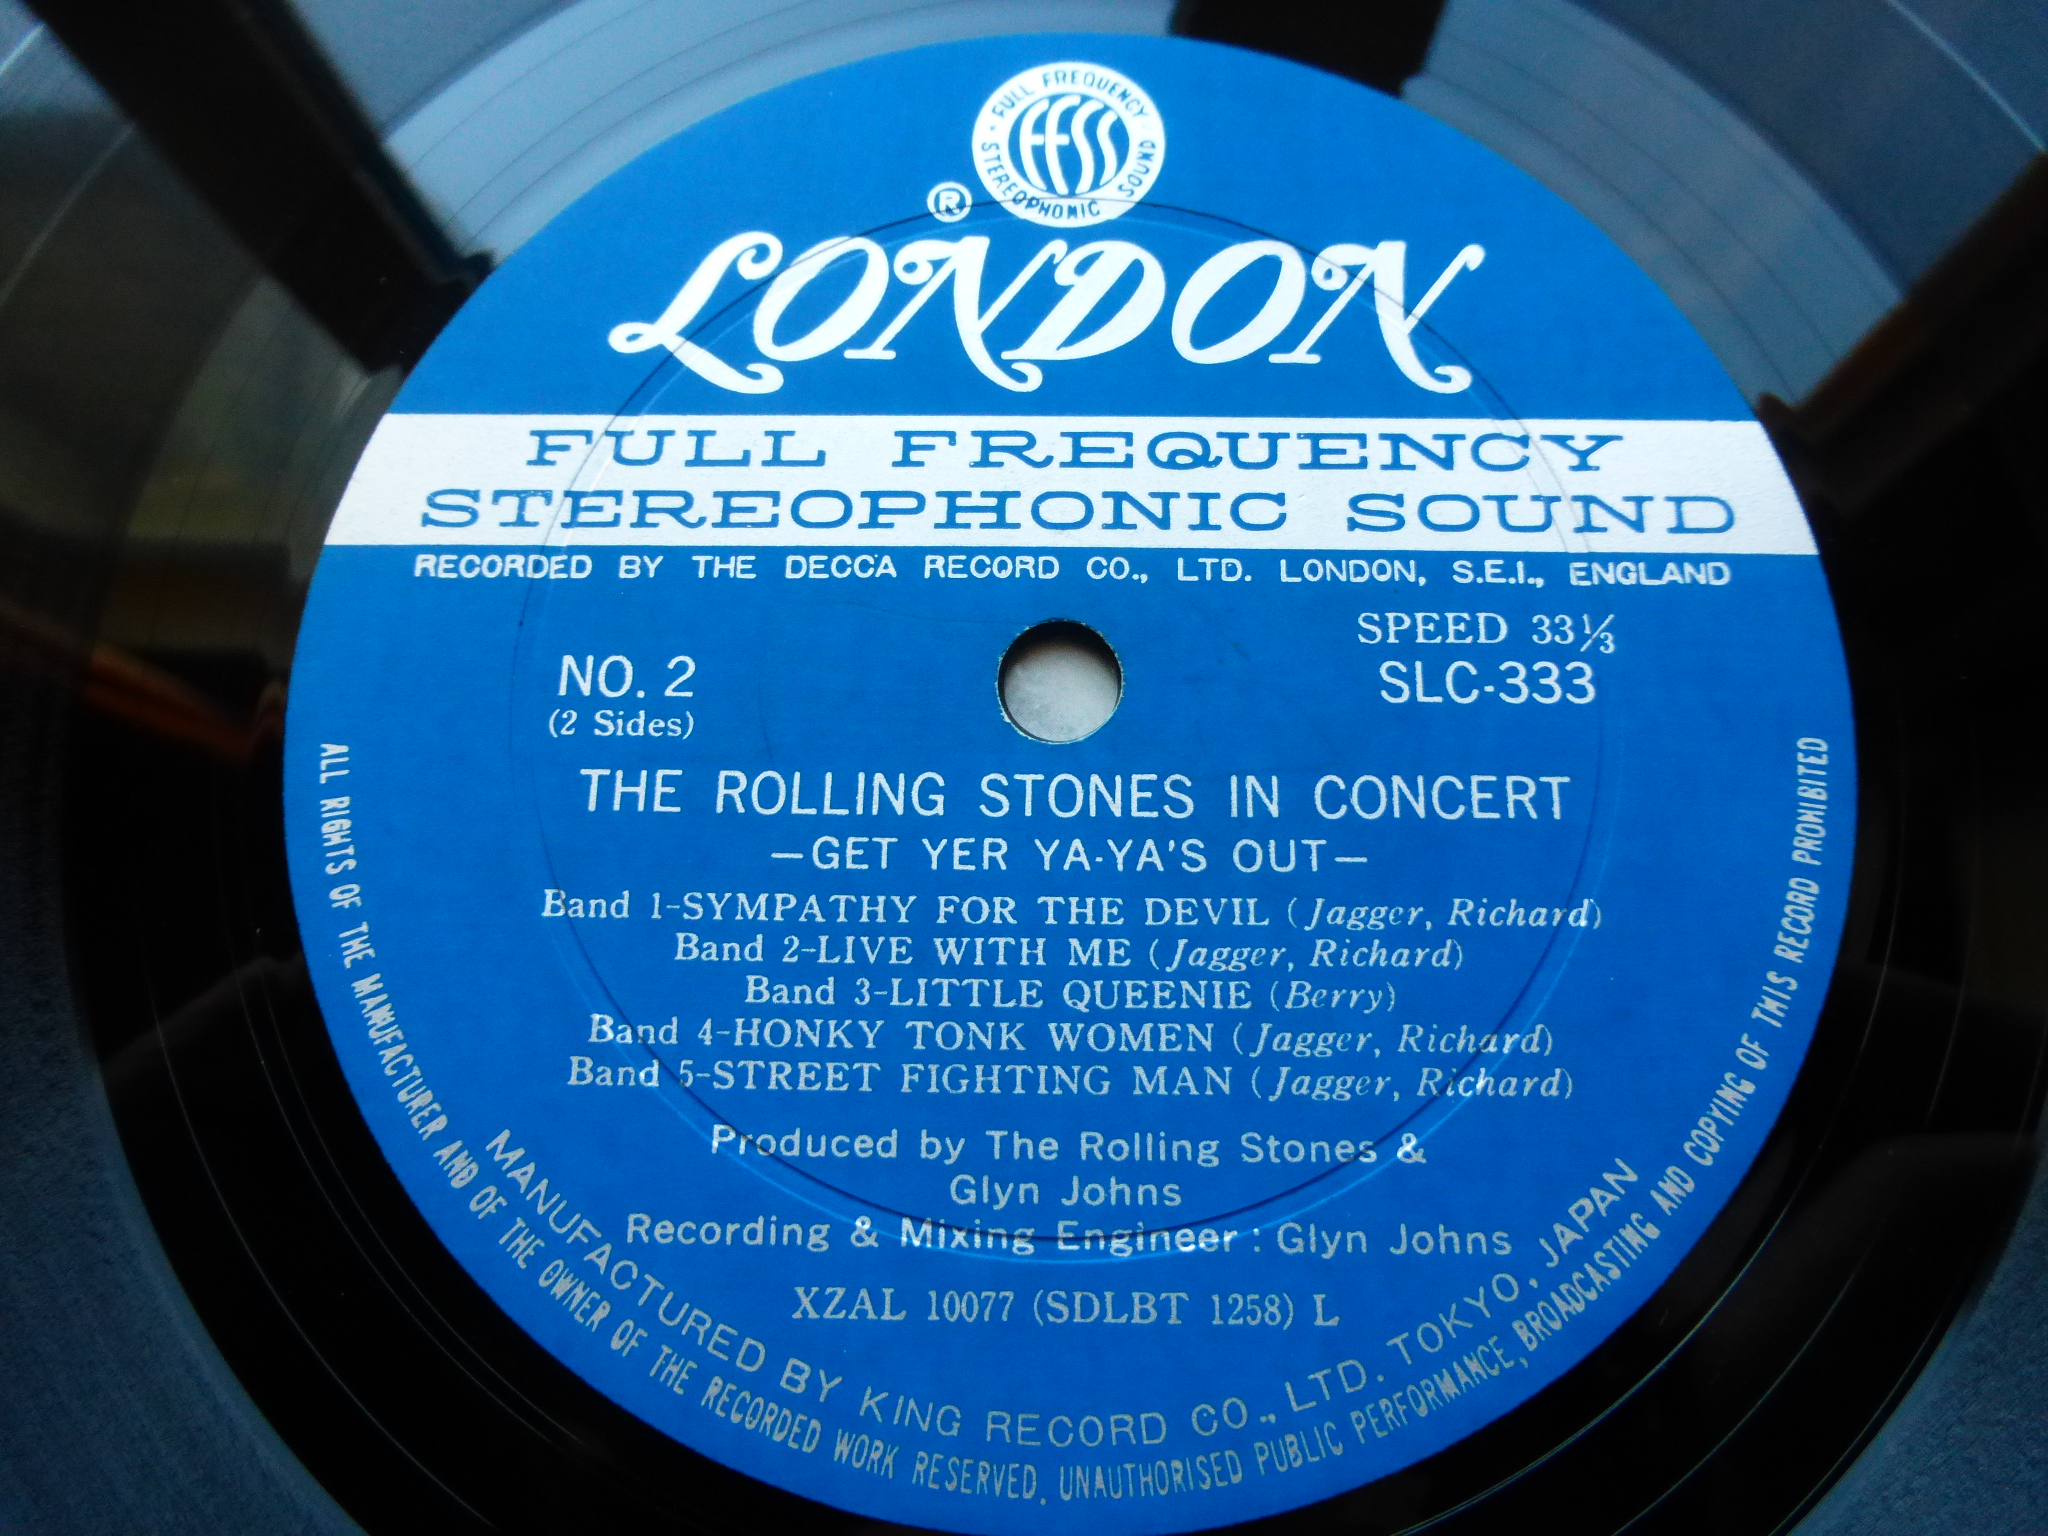 FULL FREQUENCY STEREOPHONIC SOUND
FFSS
®
LONDON
FULL FREQUENCY
STEREOPHONIC SOUND
RECORDED BY THE DECCA RECORD CO., LTD. LONDON, S.E.I., ENGLAND
SPEED 33⅓
NO. 2 SLC-333
(2 Sides)
THE ROLLING STONES IN CONCERT
—GET YER YA-YA'S OUT—
Band 1-SYMPATHY FOR THE DEVIL (Jagger, Richard)
Band 2-LIVE WITH ME (Jagger, Richard)
Band 3-LITTLE QUEENIE (Berry)
Band 4-HONKY TONK WOMEN (Jagger, Richard)
Band 5-STREET FIGHTING MAN (Jagger, Richard)
Produced by The Rolling Stones &
Glyn Johns
Recording & Mixing Engineer : Glyn Johns
XZAL 10077 (SDLBT 1258) L
MANUFACTURED BY KING RECORD CO., LTD. TOKYO, JAPAN
ALL RIGHTS OF THE MANUFACTURER AND OF THE OWNER OF THE RECORDED WORK RESERVED. UNAUTHORISED PUBLIC PERFORMANCE, BROADCASTING AND COPYING OF THIS RECORD PROHIBITED